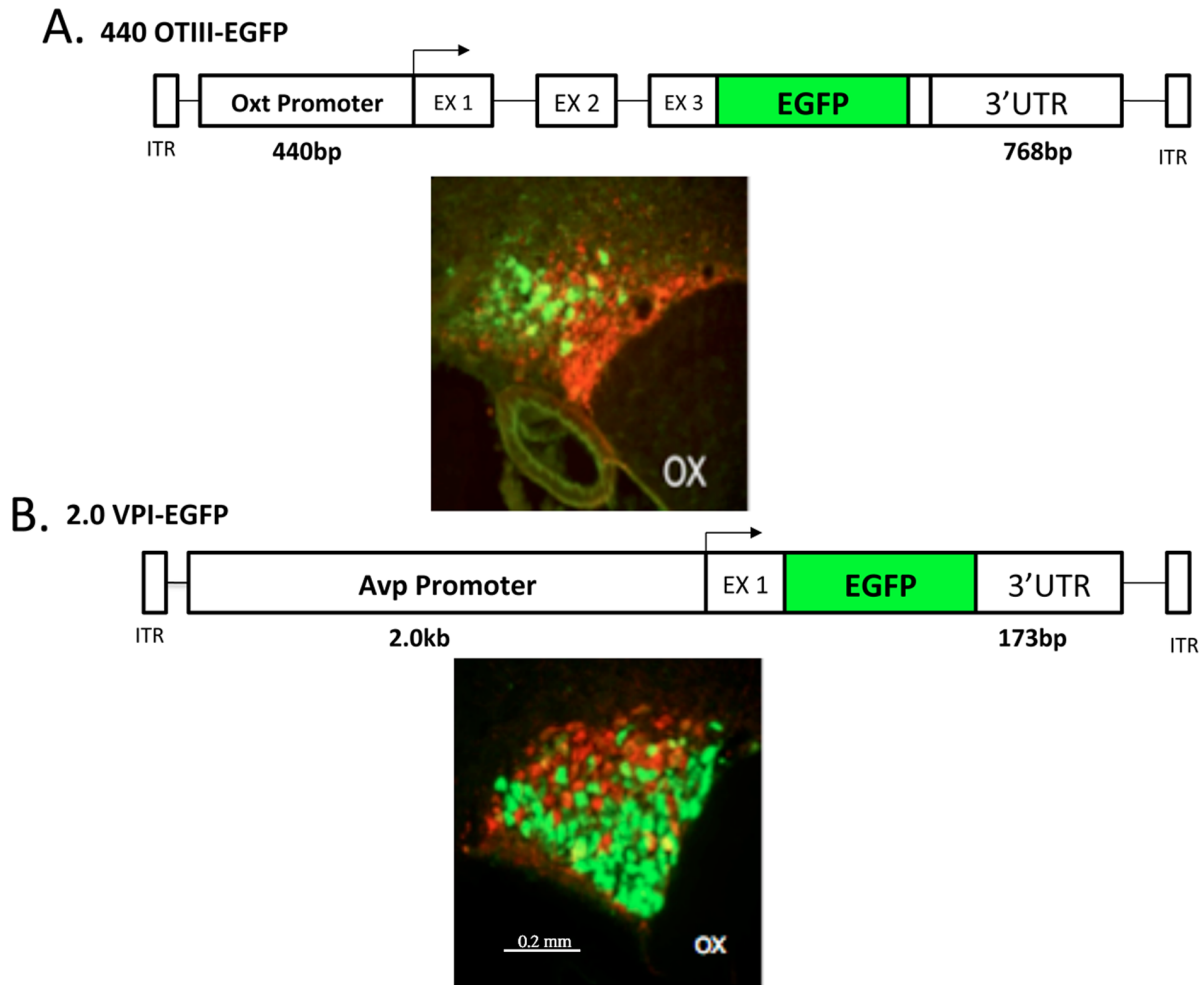 A. 440 OTIII-EGFP
Oxt Promoter EX 1 EX 2 EX 3 EGFP 3’UTR
ITR 440bp 768bp ITR
OX
B. 2.0 VPI-EGFP
Avp Promoter EX 1 EGFP 3’UTR
ITR 2.0kb 173bp ITR
0.2 mm OX